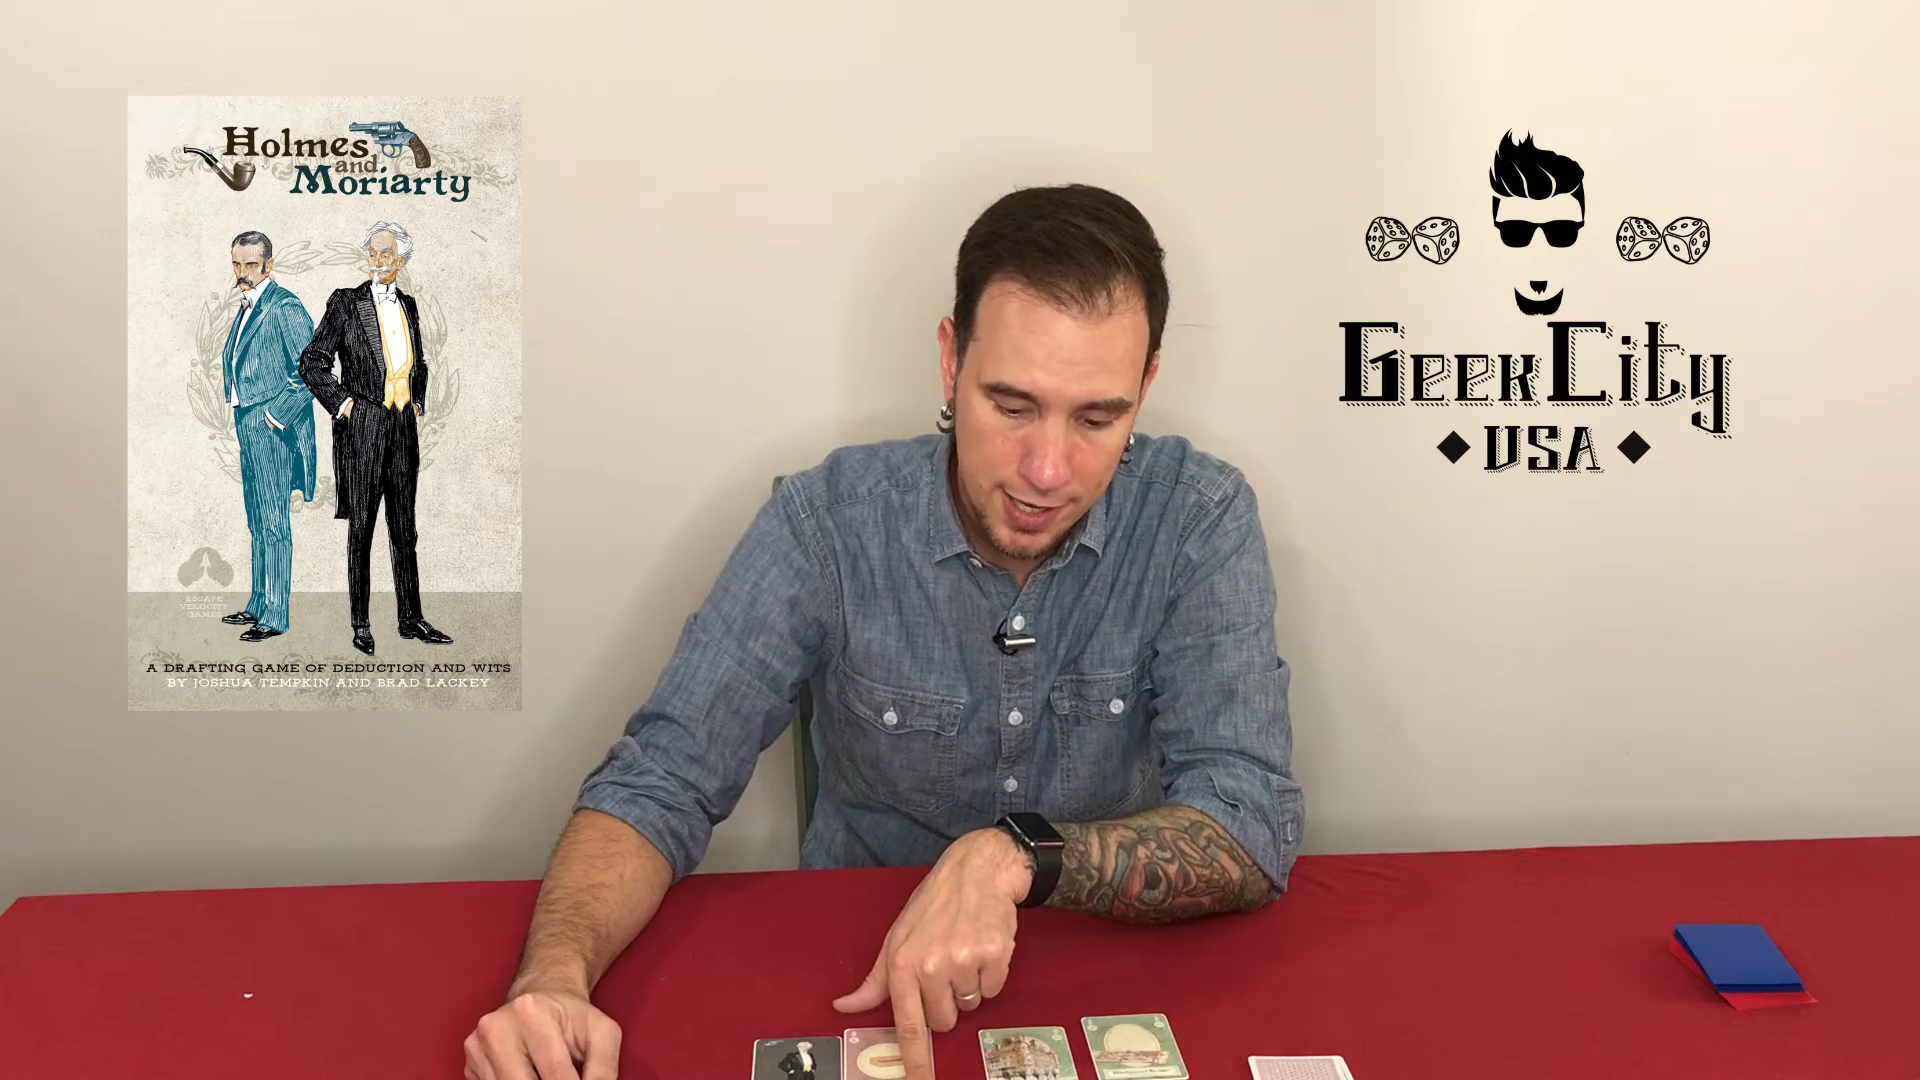 Holmes
and
Moriarty
ESCAPE
VELOCITY
GAMES
A DRAFTING GAME OF DEDUCTION AND WITS
BY JOSHUA TEMPKIN AND BRAD LACKEY
GeekCity
USA